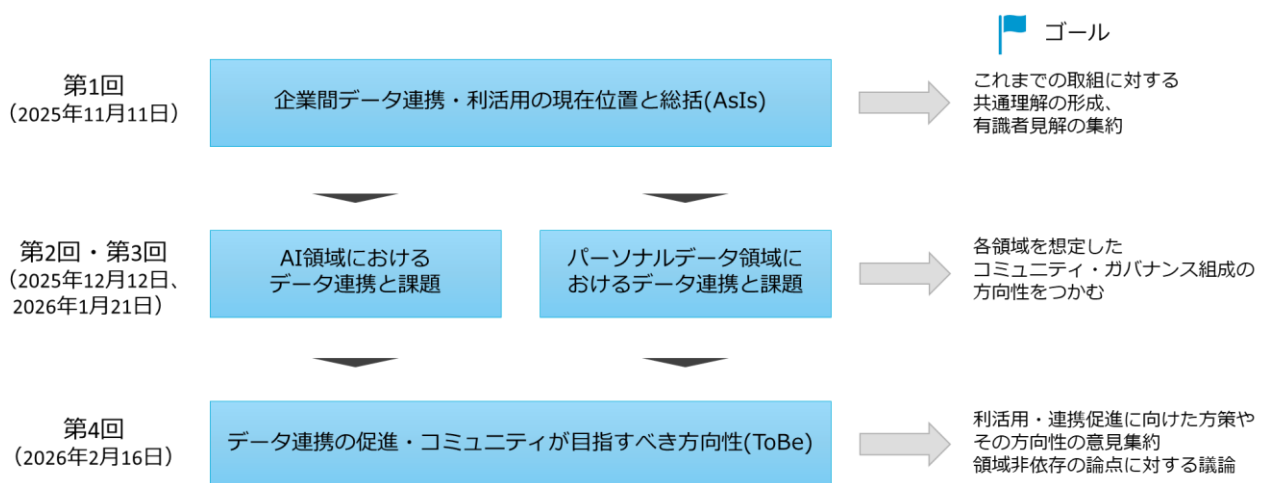 ゴール
第1回
（2025年11月11日）
企業間データ連携・利活用の現在位置と総括(AsIs)
これまでの取組に対する
共通理解の形成、
有識者見解の集約
第2回・第3回
（2025年12月12日、
2026年1月21日）
AI領域における
データ連携と課題
パーソナルデータ領域に
おけるデータ連携と課題
各領域を想定した
コミュニティ・ガバナンス組成の
方向性をつかむ
第4回
（2026年2月16日）
データ連携の促進・コミュニティが目指すべき方向性(ToBe)
利活用・連携促進に向けた方策や
その方向性の意見集約
領域非依存の論点に対する議論